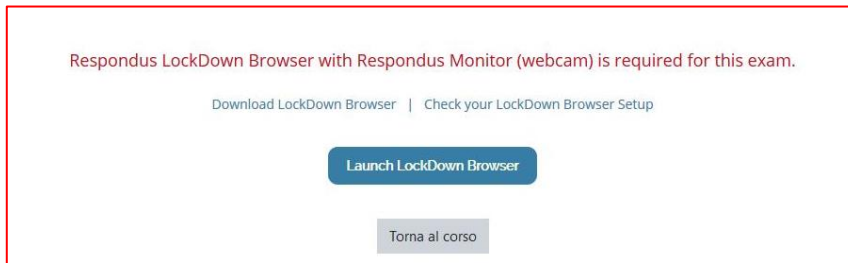 Respondus LockDown Browser with Respondus Monitor (webcam) is required for this exam.
Download LockDown Browser | Check your LockDown Browser Setup
Launch LockDown Browser
Torna al corso